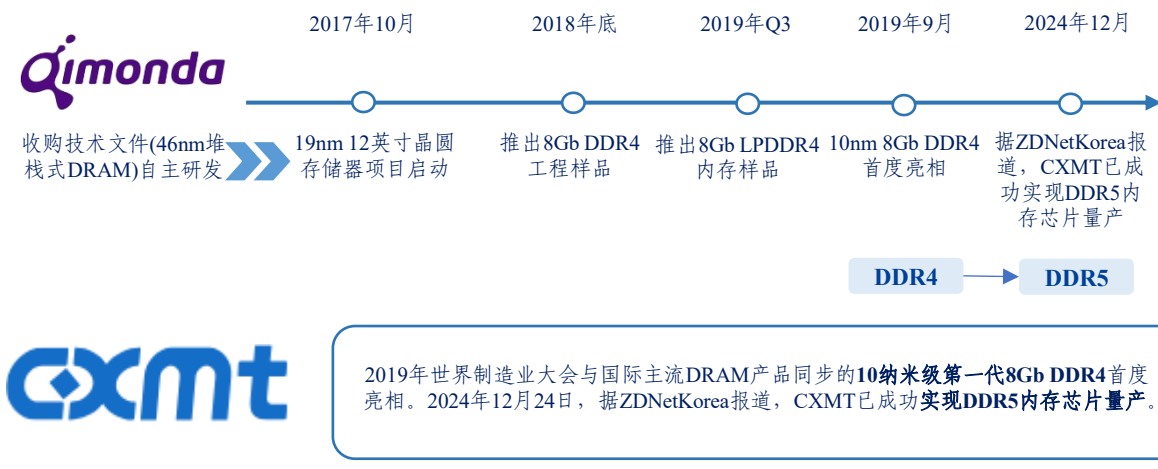 2017年10月
2018年底
2019年Q3
2019年9月
2024年12月
Qimonda
收购技术文件(46nm堆
栈式DRAM)自主研发
19nm 12英寸晶圆
存储器项目启动
推出8Gb DDR4
工程样品
推出8Gb LPDDR4
内存样品
10nm 8Gb DDR4
首度亮相
据ZDNetKorea报
道，CXMT已成
功实现DDR5内
存芯片量产
DDR4
DDR5
cxmt
2019年世界制造业大会与国际主流DRAM产品同步的10纳米级第一代8Gb DDR4首度
亮相。2024年12月24日，据ZDNetKorea报道，CXMT已成功实现DDR5内存芯片量产。